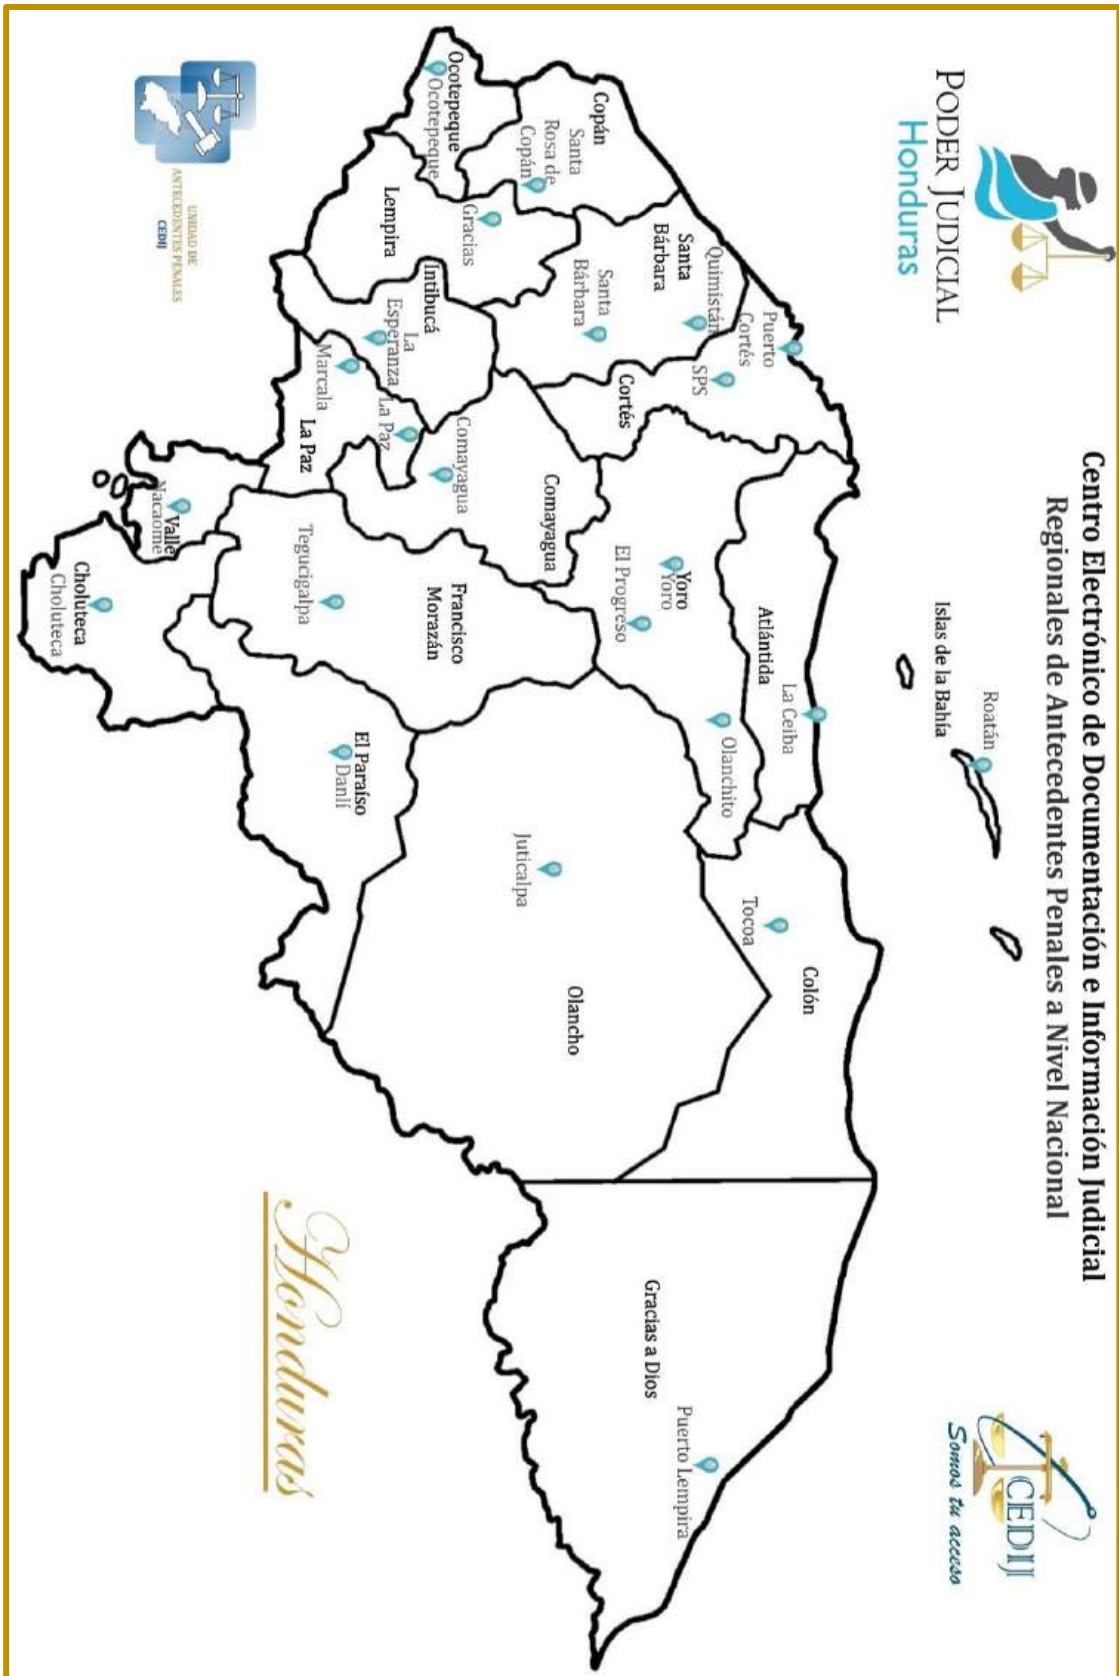 PODER JUDICIAL
Honduras
Centro Electrónico de Documentación e Información Judicial
Regionales de Antecedentes Penales a Nivel Nacional
CEDIJ
Somos tu acceso
Islas de la Bahía
Roatán
Puerto
Cortés
Quimistán
Santa
Bárbara
Santa
Bárbara
SPS
Cortés
Copán
Santa
Rosa de
Copán
Ocotepeque
Ocotepeque
Gracias
Lempira
Intibucá
La
Esperanza
Marcala
La Paz
La Paz
Comayagua
Comayagua
Yoro
Yoro
El Progreso
Atlántida
La Ceiba
Olanchito
Tocoa
Colón
Juticalpa
Olancho
Gracias a Dios
Puerto Lempira
Francisco
Morazán
Tegucigalpa
El Paraíso
Danlí
Valle
Nacaome
Choluteca
Choluteca
Honduras
UNIDAD DE
ANTECEDENTES PENALES
CEDIJ